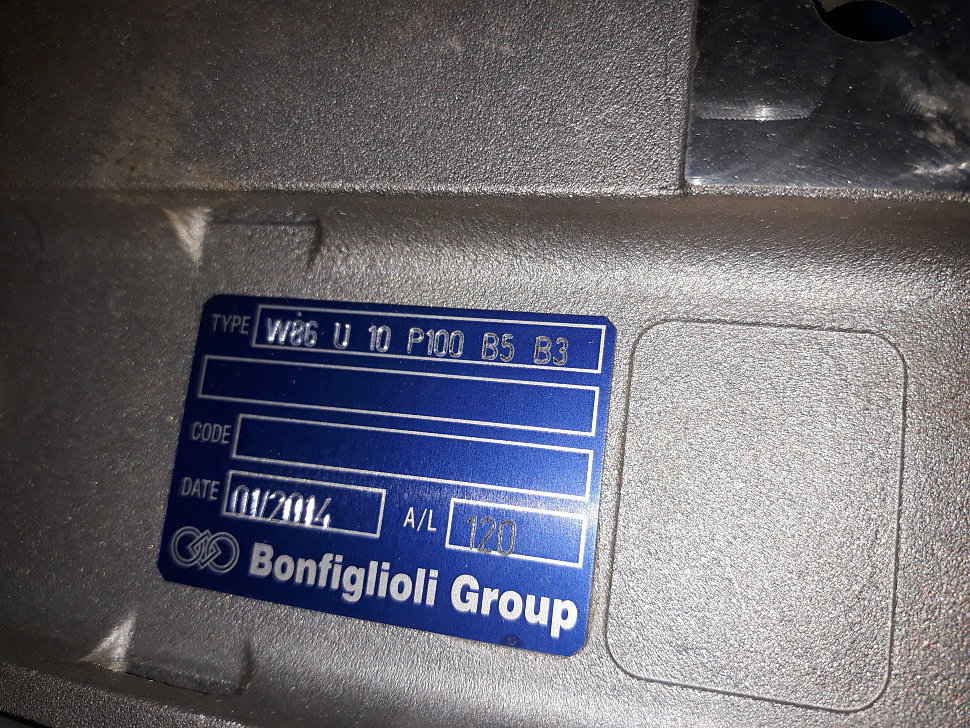 TYPE W86 U 10 P100 B5 B3
CODE
DATE 01/2014 A/L 120
Bonfiglioli Group